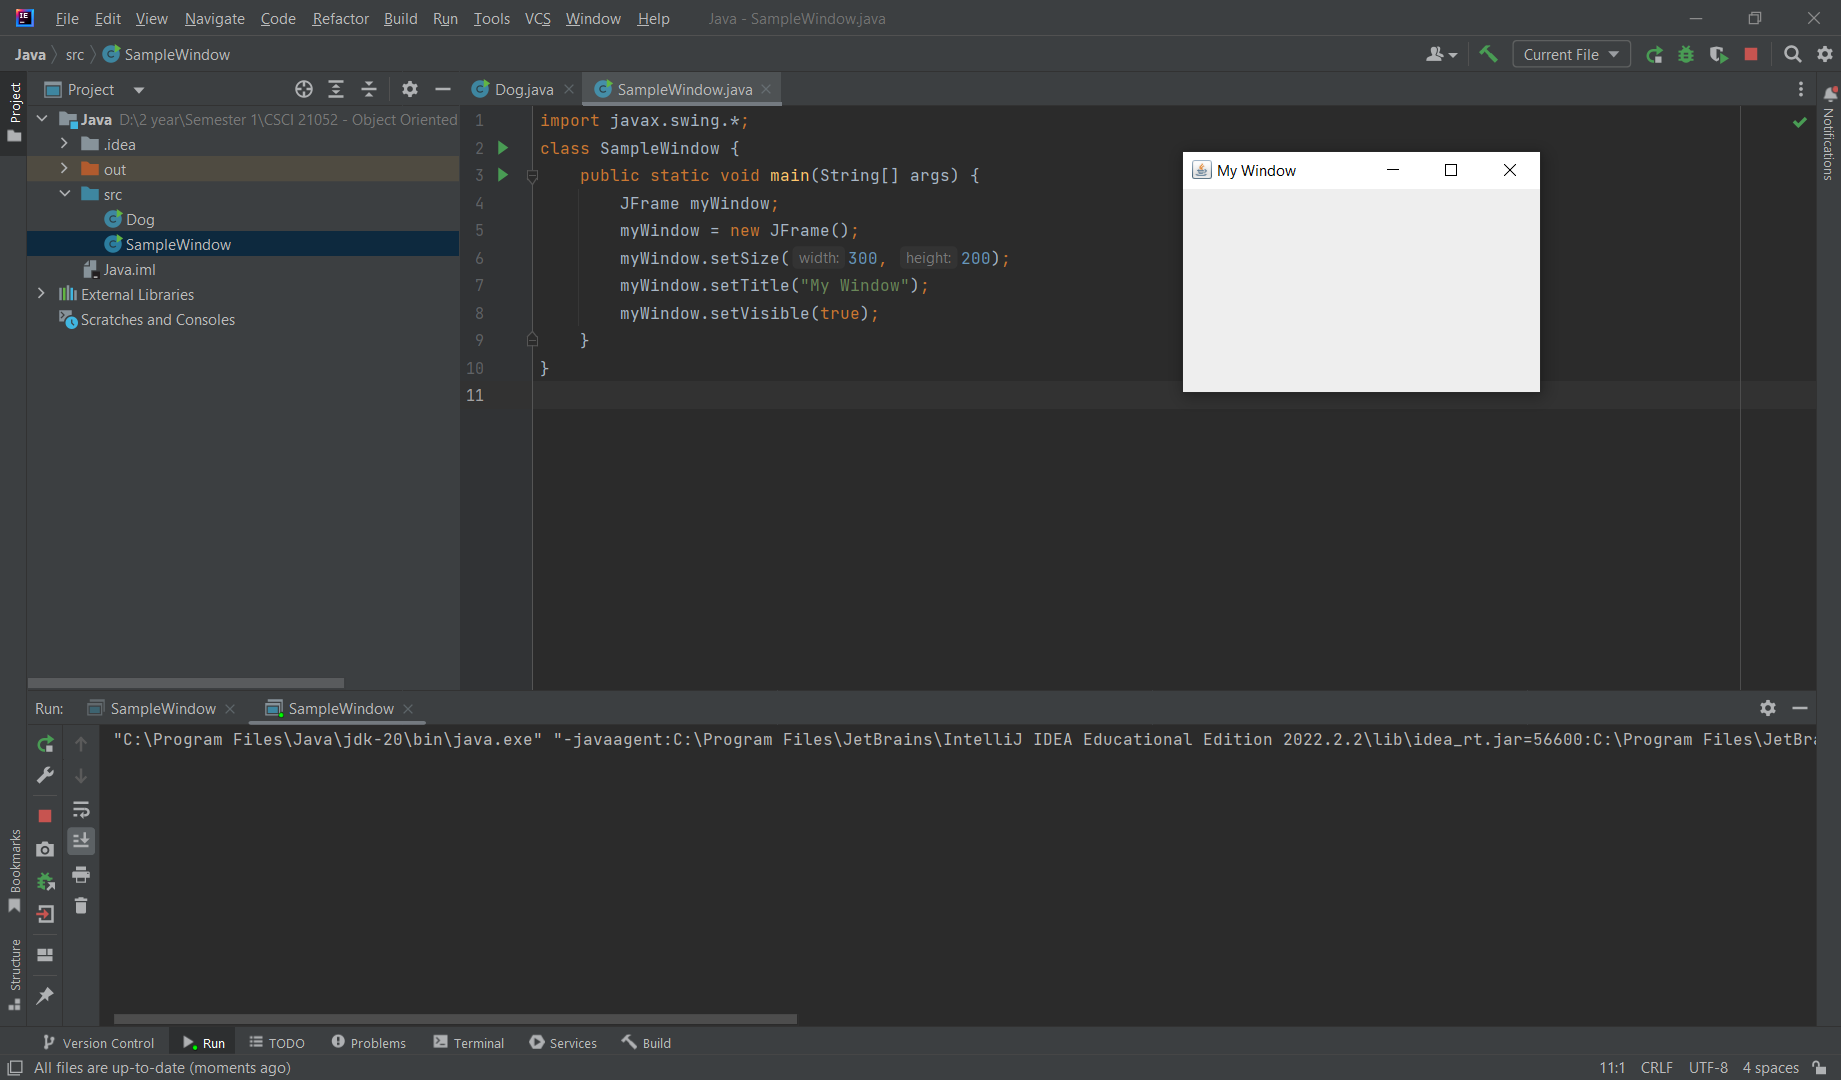 File Edit View Navigate Code Refactor Build Run Tools VCS Window Help Java - SampleWindow.java
Java src SampleWindow
Current File
Project
Dog.java
SampleWindow.java
Project
Java D:\2 year\Semester 1\CSCI 21052 - Object Oriented
.idea
out
src
Dog
SampleWindow
Java.iml
External Libraries
Scratches and Consoles
1 import javax.swing.*;
2 class SampleWindow {
3 public static void main(String[] args) {
4 JFrame myWindow;
5 myWindow = new JFrame();
6 myWindow.setSize( width: 300, height: 200);
7 myWindow.setTitle("My Window");
8 myWindow.setVisible(true);
9 }
10 }
11
My Window
Notifications
Run: SampleWindow SampleWindow
"C:\Program Files\Java\jdk-20\bin\java.exe" "-javaagent:C:\Program Files\JetBrains\IntelliJ IDEA Educational Edition 2022.2.2\lib\idea_rt.jar=56600:C:\Program Files\JetBra
Bookmarks
Structure
Version Control Run TODO Problems Terminal Services Build
All files are up-to-date (moments ago) 11:1 CRLF UTF-8 4 spaces